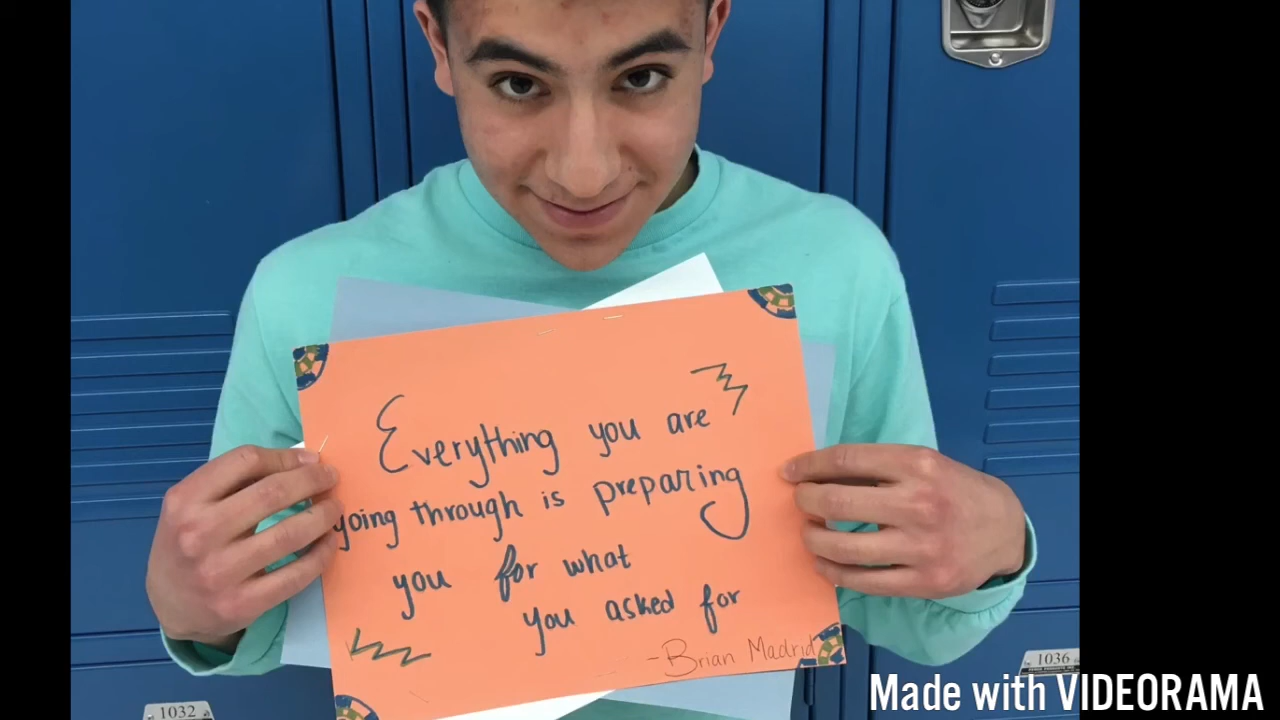 Everything you are
going through is preparing
you for what
you asked for
-Brian Madrid
1032
1036
Made with VIDEORAMA